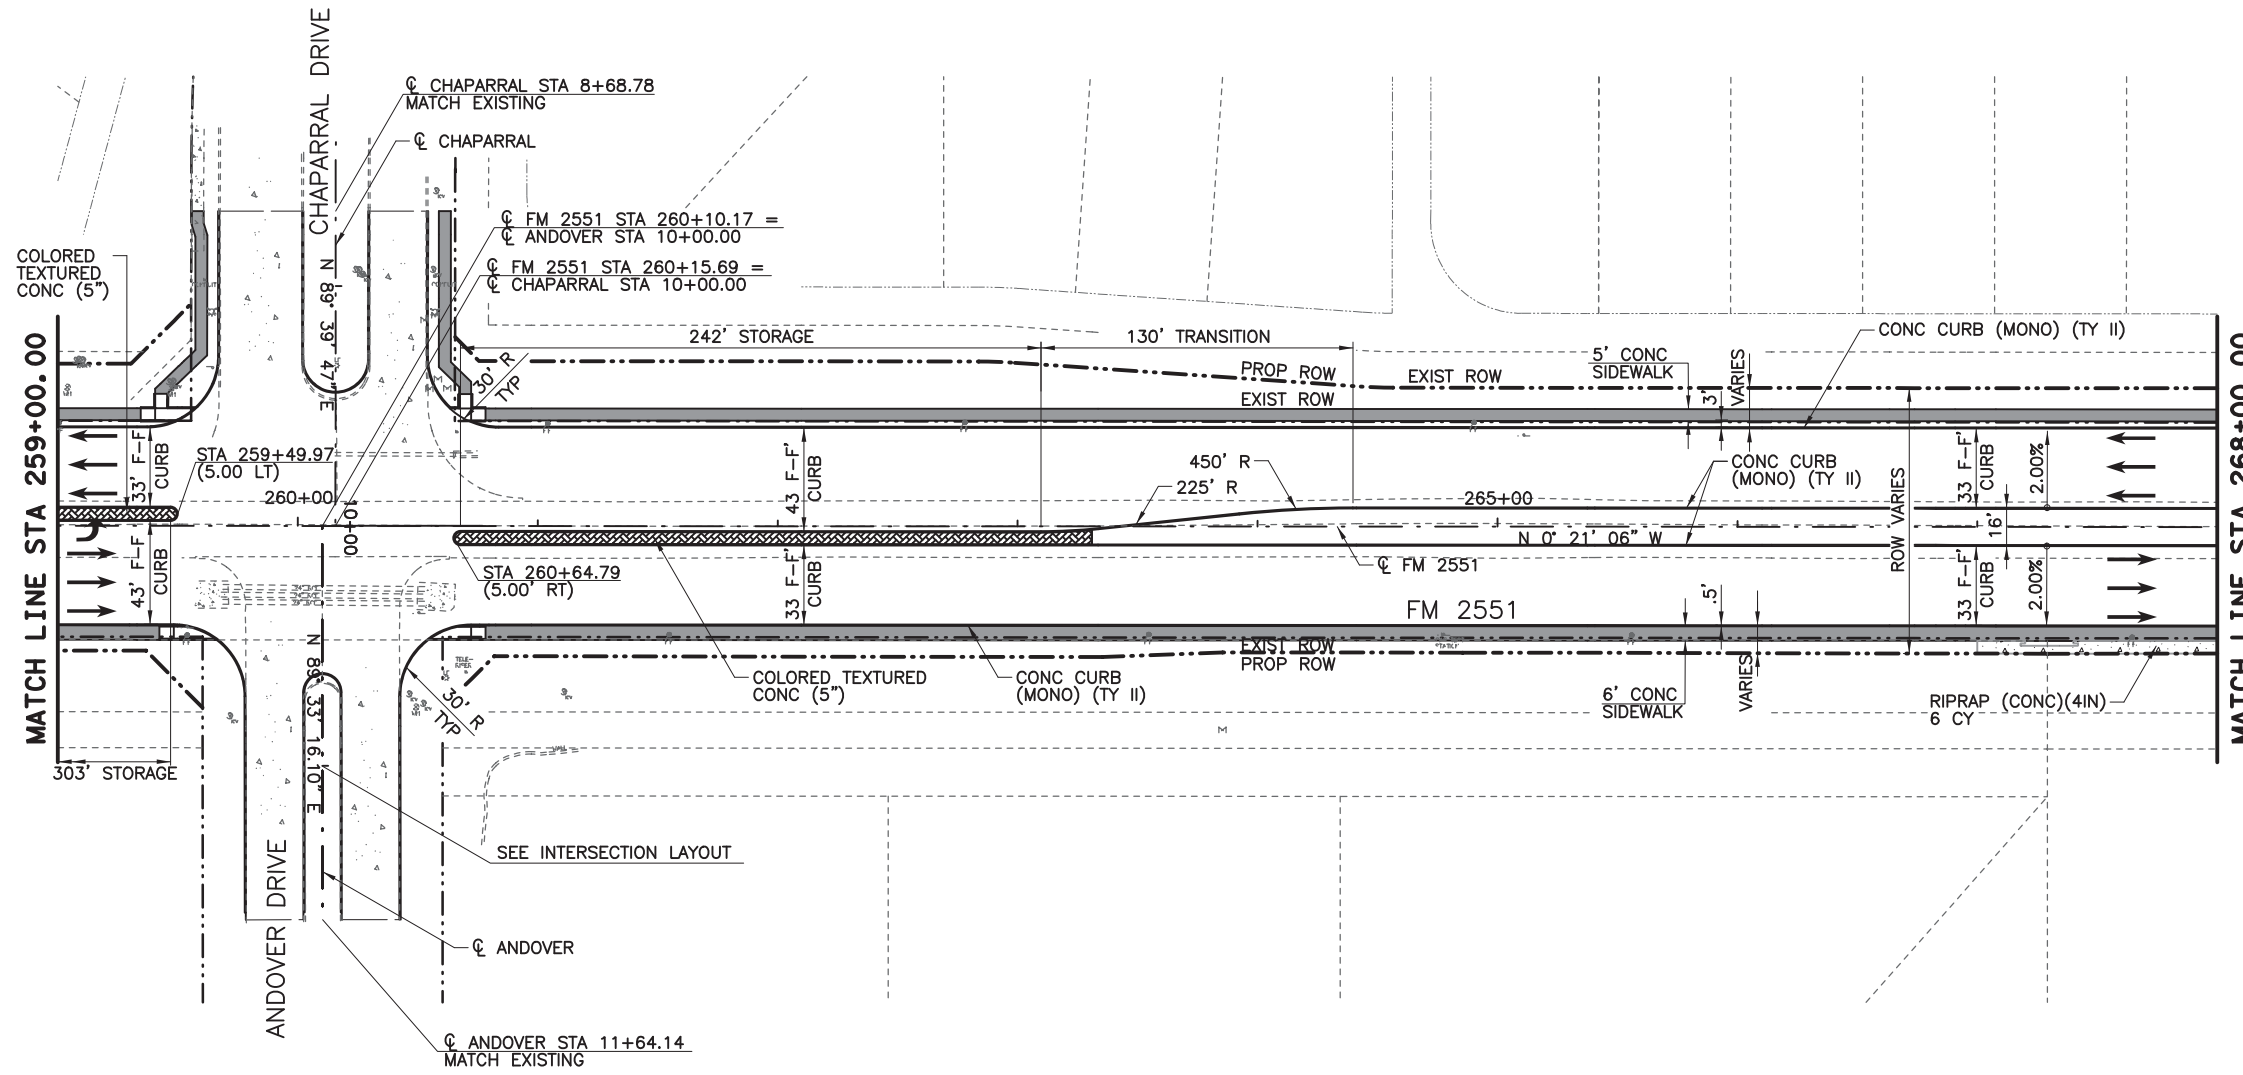 CHAPARRAL DRIVE
℄ CHAPARRAL STA 8+68.78
MATCH EXISTING
℄ CHAPARRAL
℄ FM 2551 STA 260+10.17 =
℄ ANDOVER STA 10+00.00
℄ FM 2551 STA 260+15.69 =
℄ CHAPARRAL STA 10+00.00
COLORED
TEXTURED
CONC (5")
N 89° 39' 47" E
MATCH LINE STA 259+00.00
242' STORAGE
130' TRANSITION
30' R
TYP
PROP ROW
EXIST ROW
EXIST ROW
5' CONC
SIDEWALK
3'
VARIES
CONC CURB (MONO) (TY II)
MATCH LINE STA 268+00.00
33' F-F
CURB
STA 259+49.97
(5.00 LT)
43 F-F'
CURB
450' R
225' R
CONC CURB
(MONO) (TY II)
33 F-F'
CURB
2.00%
260+00
10+00
265+00
ROW VARIES
16'
N 0° 21' 06" W
43' F-F
CURB
STA 260+64.79
(5.00' RT)
33 F-F'
CURB
℄ FM 2551
FM 2551
.5'
33 F-F'
CURB
2.00%
N 89° 33' 16.10" E
TELE-
EXIST ROW
PROP ROW
COLORED TEXTURED
CONC (5")
CONC CURB
(MONO) (TY II)
30' R
TYP
6' CONC
SIDEWALK
VARIES
RIPRAP (CONC)(4IN)
6 CY
M
303' STORAGE
SEE INTERSECTION LAYOUT
ANDOVER DRIVE
℄ ANDOVER
℄ ANDOVER STA 11+64.14
MATCH EXISTING